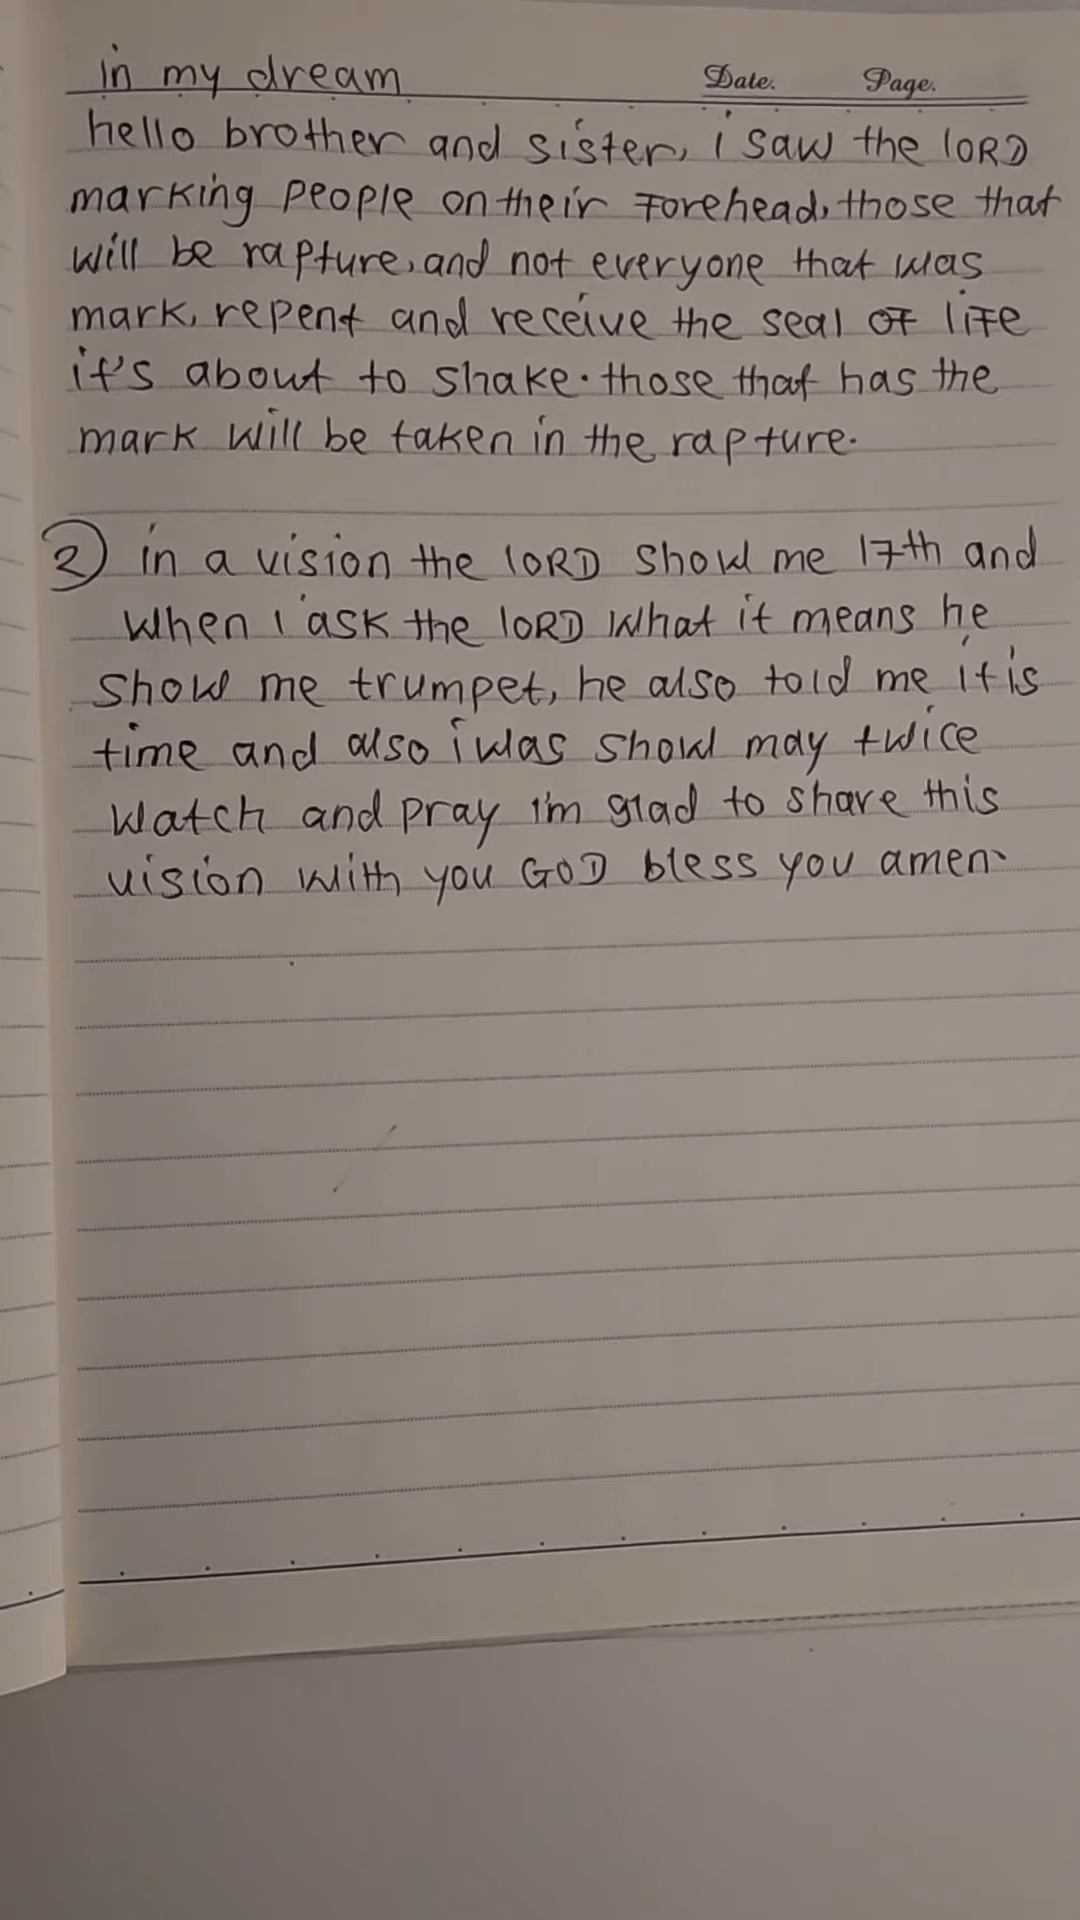 in my dream
Date. Page.
hello brother and sister, i saw the lORD
marking people on their Forehead, those that
will be rapture, and not everyone that was
mark, repent and receive the seal OF liFe
it's about to shake. those that has the
mark will be taken in the rapture.
2 in a vision the lORD show me 17th and
when i ask the lORD what it means he
show me trumpet, he also told me it is
time and also i was show may twice
watch and pray i'm glad to share this
vision with you GOD bless you amen.